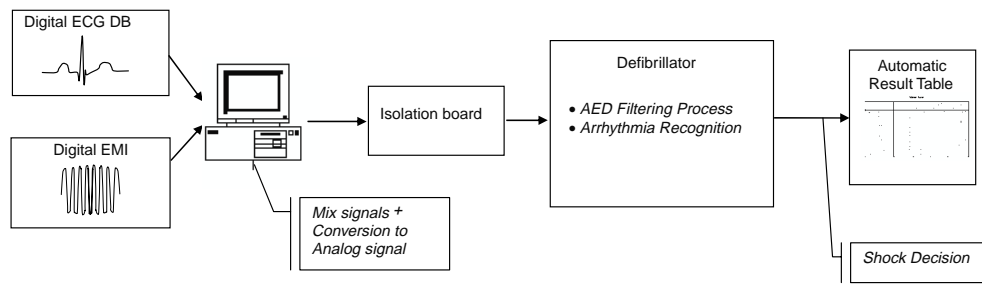 Digital ECG DB
Digital EMI
Mix signals +
Conversion to
Analog signal
Isolation board
Defibrillator
• AED Filtering Process
• Arrhythmia Recognition
Automatic
Result Table
Shock Decision